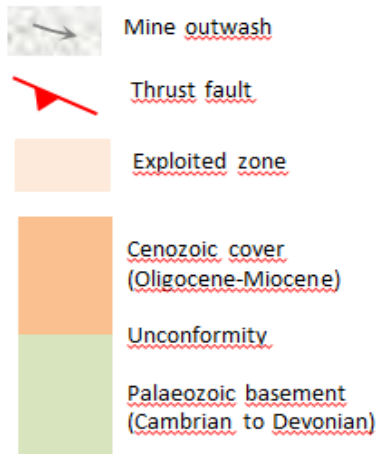 Mine outwash
Thrust fault
Exploited zone
Cenozoic cover
(Oligocene-Miocene)
Unconformity
Palaeozoic basement
(Cambrian to Devonian)